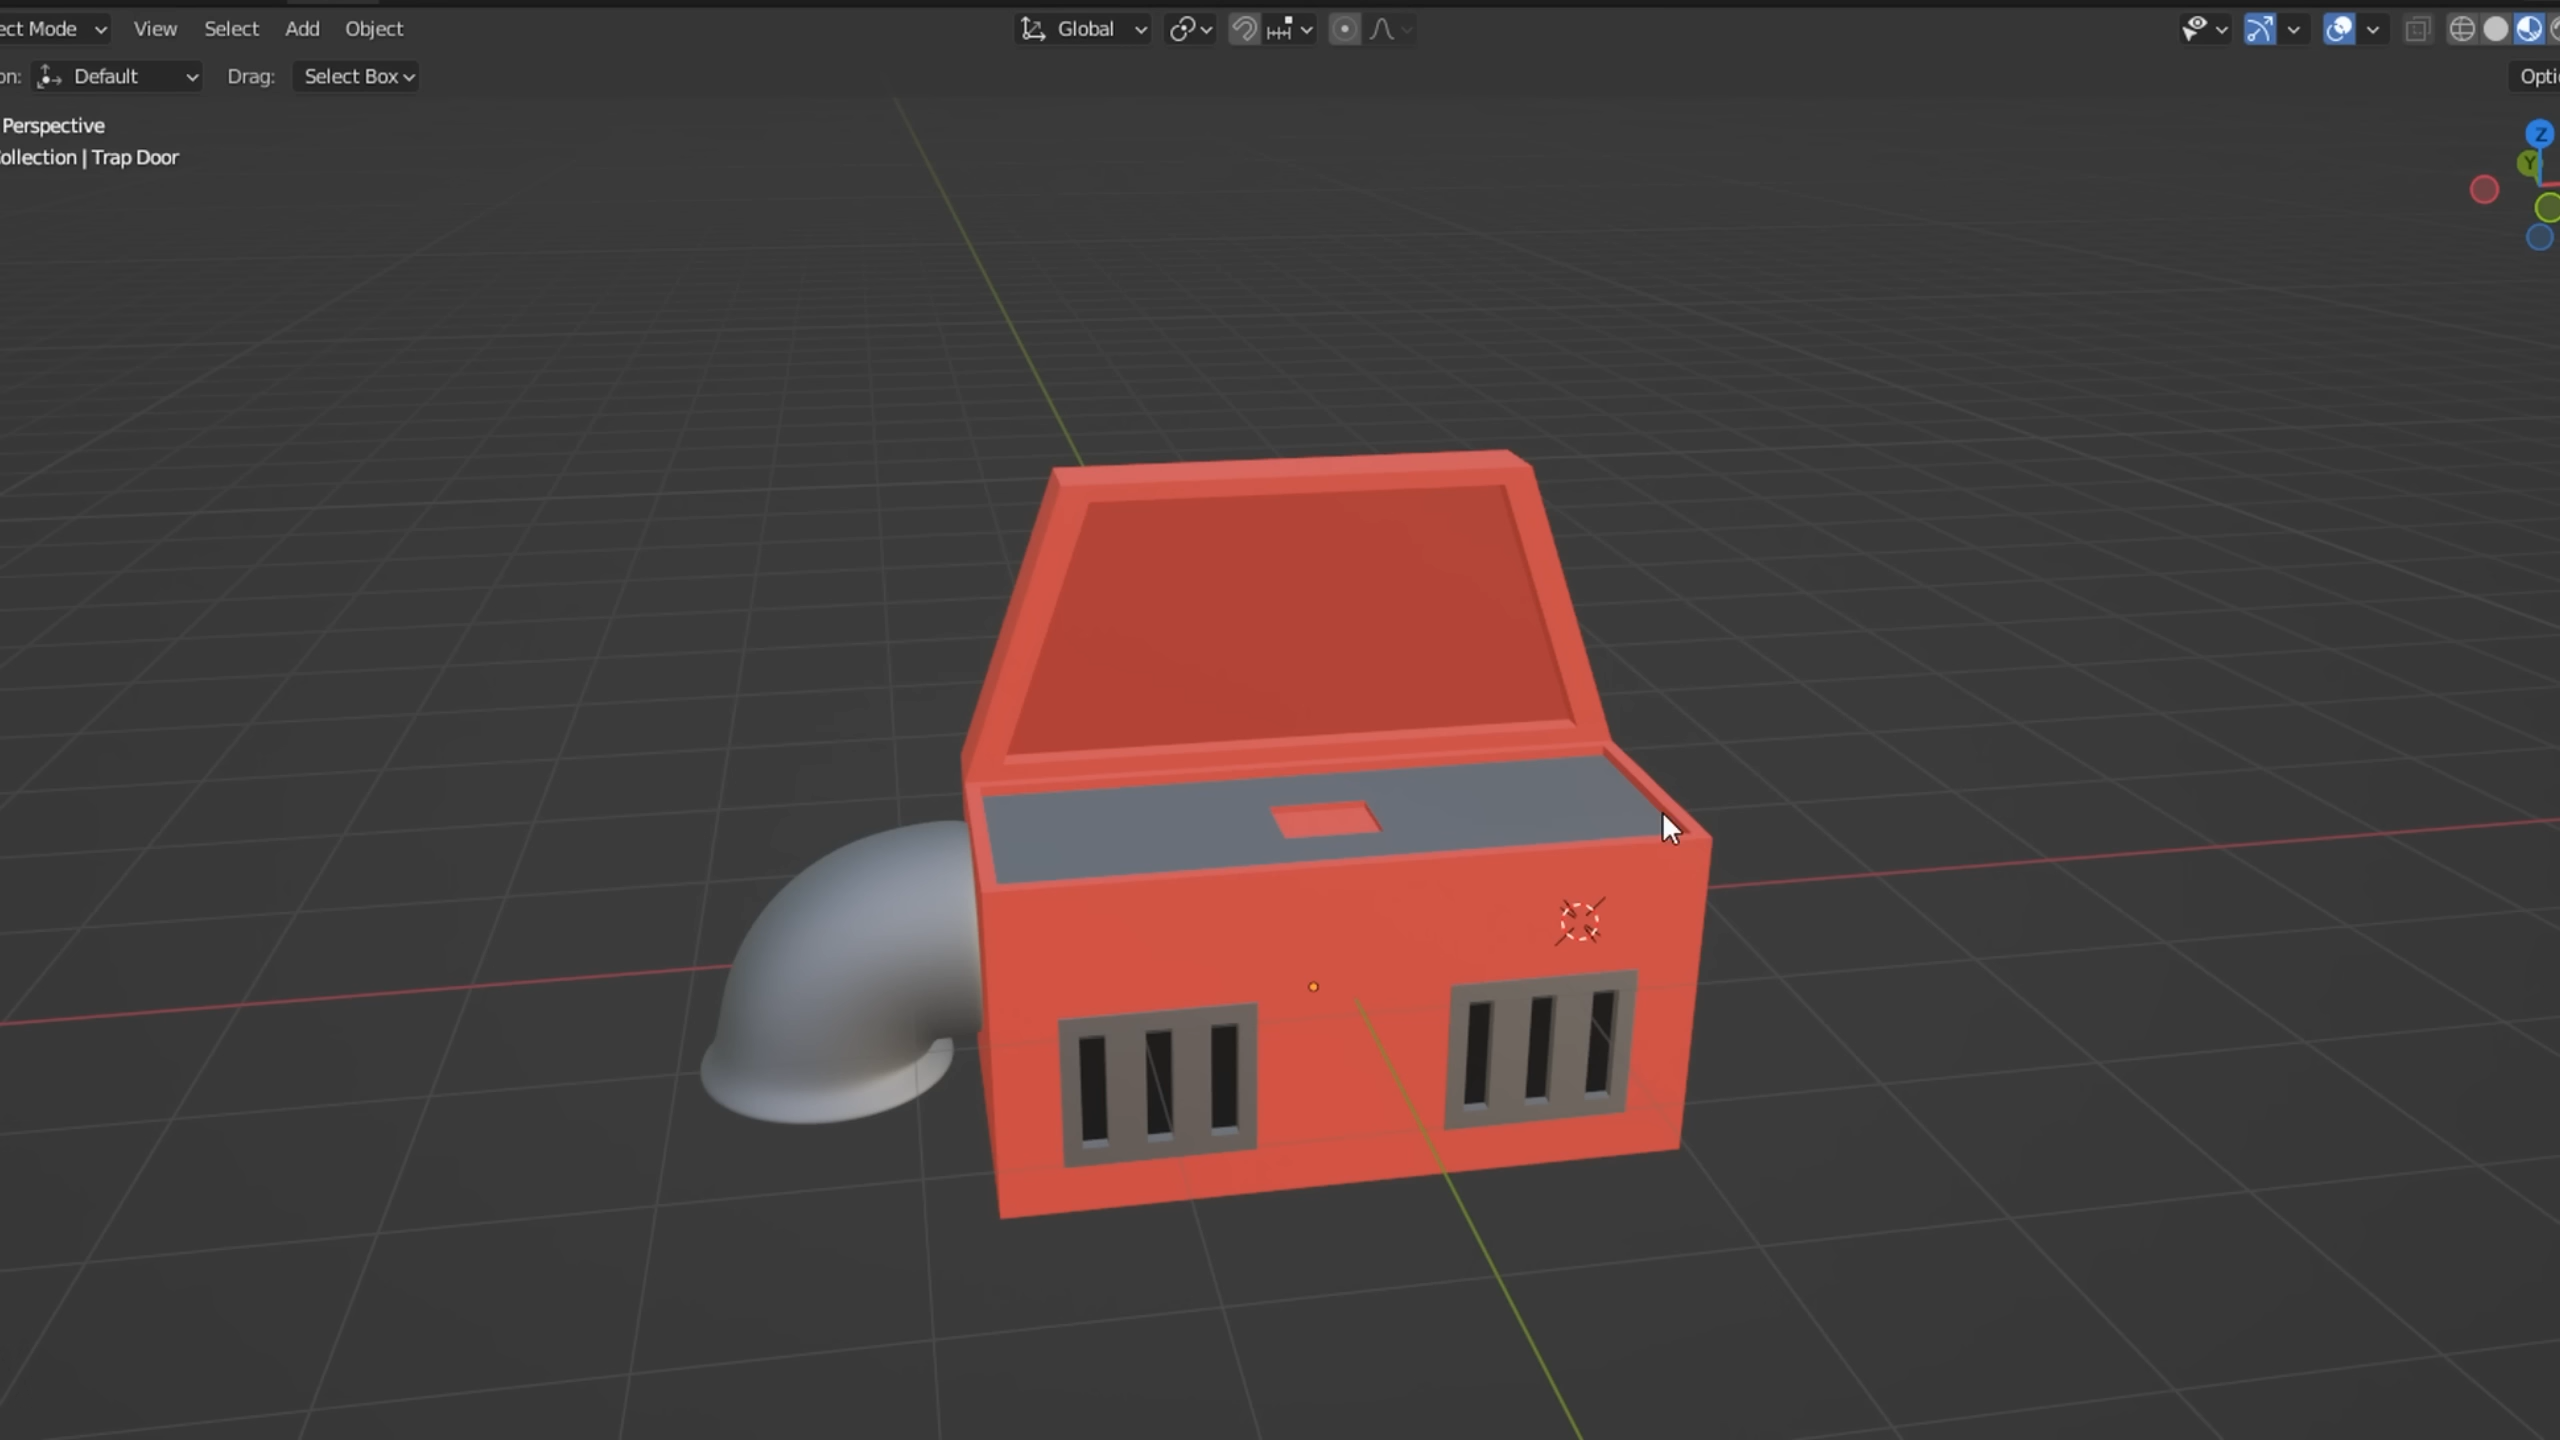 ect Mode View Select Add Object Global
on: Default Drag: Select Box Opti
Perspective
ollection | Trap Door
Z
Y